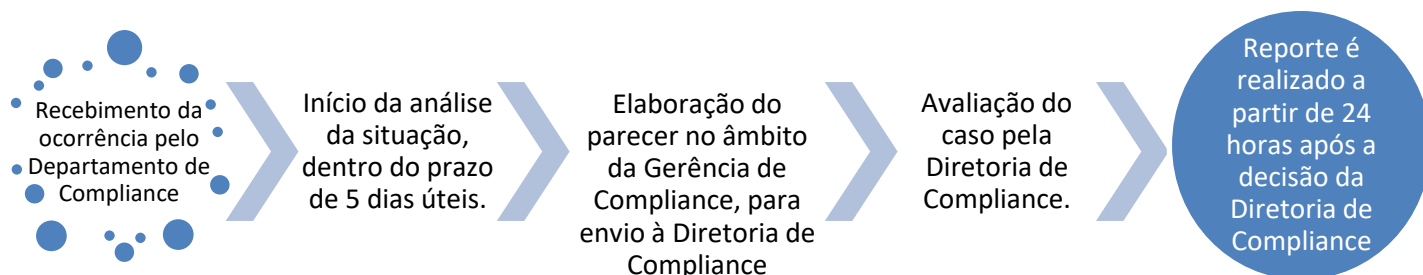 Recebimento da
ocorrência pelo
Departamento de
Compliance
Início da análise
da situação,
dentro do prazo
de 5 dias úteis.
Elaboração do
parecer no âmbito
da Gerência de
Compliance, para
envio à Diretoria de
Compliance
Avaliação do
caso pela
Diretoria de
Compliance.
Reporte é
realizado a
partir de 24
horas após a
decisão da
Diretoria de
Compliance